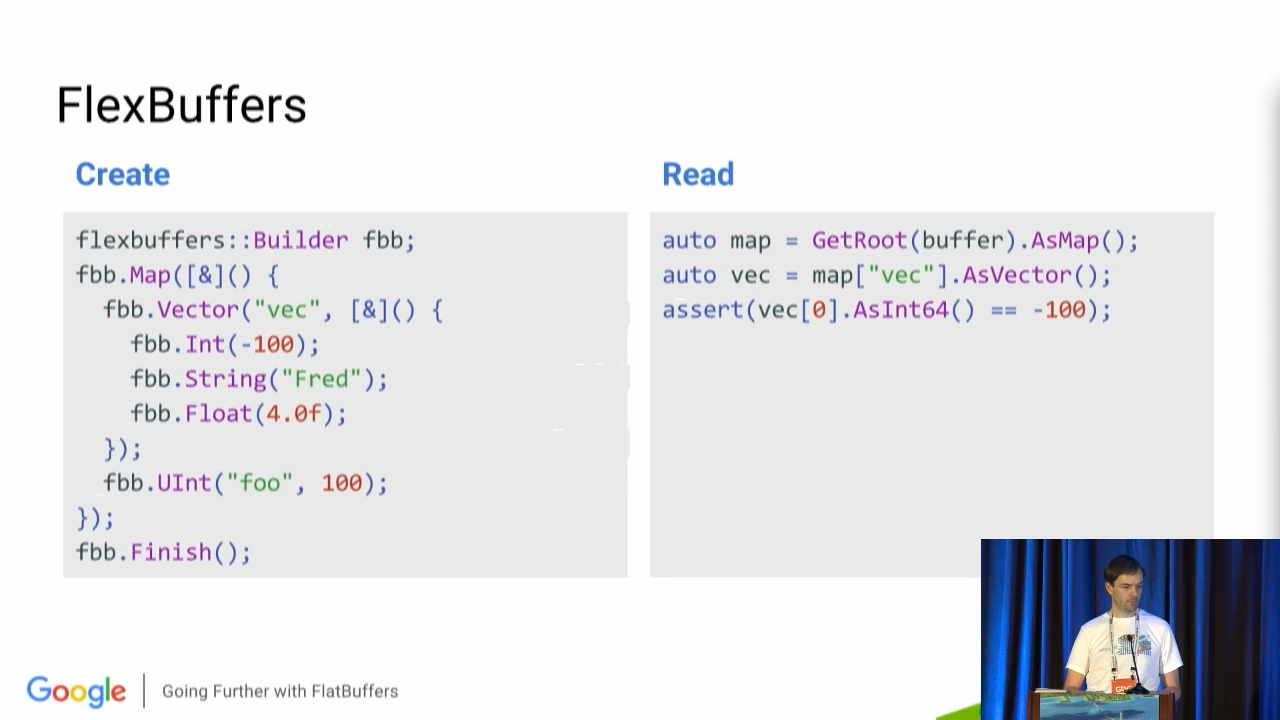 FlexBuffers
Create
flexbuffers::Builder fbb;
fbb.Map([&]() {
  fbb.Vector("vec", [&]() {
    fbb.Int(-100);
    fbb.String("Fred");
    fbb.Float(4.0f);
  });
  fbb.UInt("foo", 100);
});
fbb.Finish();
Read
auto map = GetRoot(buffer).AsMap();
auto vec = map["vec"].AsVector();
assert(vec[0].AsInt64() == -100);
Google
Going Further with FlatBuffers
GDC